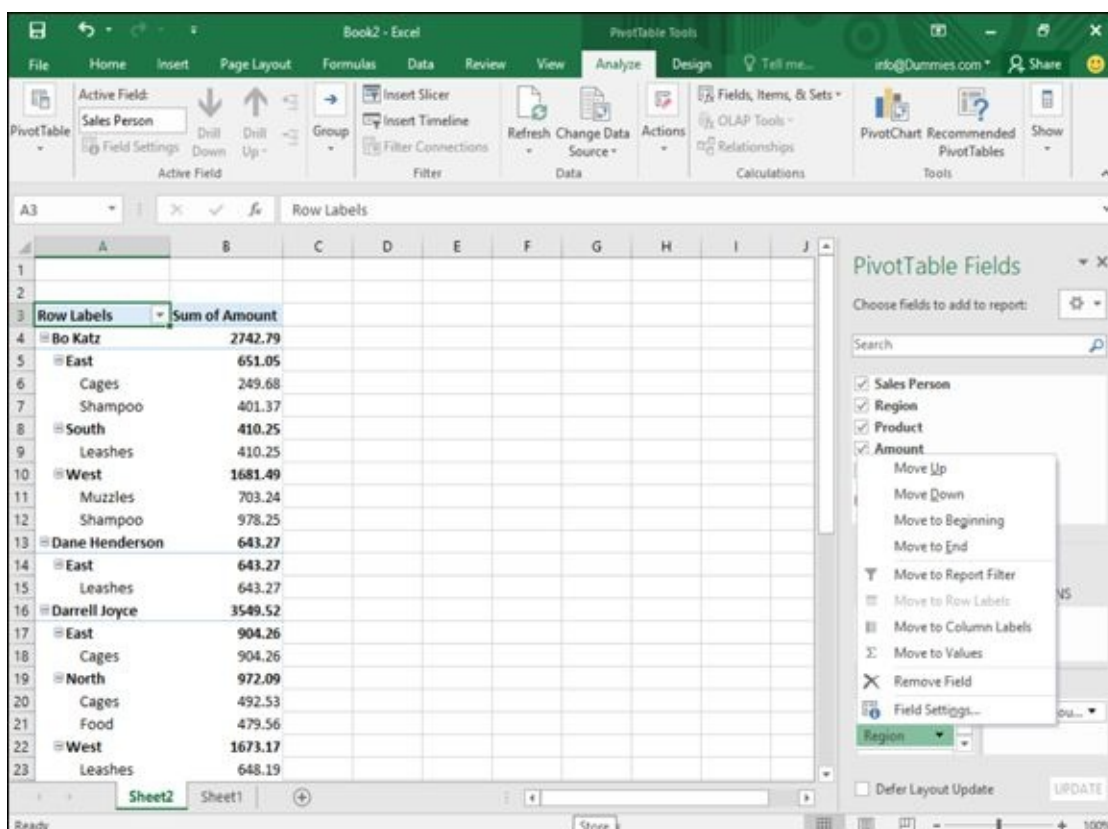 Book2 - Excel
PivotTable Tools
File Home Insert Page Layout Formulas Data Review View Analyze Design Tell me... info@Dummies.com Share
PivotTable
Active Field:
Sales Person
Field Settings
Drill Down
Drill Up
Active Field
Group
Insert Slicer
Insert Timeline
Filter Connections
Filter
Refresh
Change Data Source
Data
Actions
Fields, Items, & Sets
OLAP Tools
Relationships
Calculations
PivotChart
Recommended PivotTables
Tools
Show
A3 fx Row Labels
A B C D E F G H I J
1
2
3 Row Labels Sum of Amount
4 Bo Katz 2742.79
5 East 651.05
6 Cages 249.68
7 Shampoo 401.37
8 South 410.25
9 Leashes 410.25
10 West 1681.49
11 Muzzles 703.24
12 Shampoo 978.25
13 Dane Henderson 643.27
14 East 643.27
15 Leashes 643.27
16 Darrell Joyce 3549.52
17 East 904.26
18 Cages 904.26
19 North 972.09
20 Cages 492.53
21 Food 479.56
22 West 1673.17
23 Leashes 648.19
PivotTable Fields
Choose fields to add to report:
Search
Sales Person
Region
Product
Amount
Move Up
Move Down
Move to Beginning
Move to End
Move to Report Filter
Move to Row Labels
Move to Column Labels
Move to Values
Remove Field
Field Settings...
NS
ou...
Region
Defer Layout Update UPDATE
Sheet2 Sheet1
Ready
Store
100%